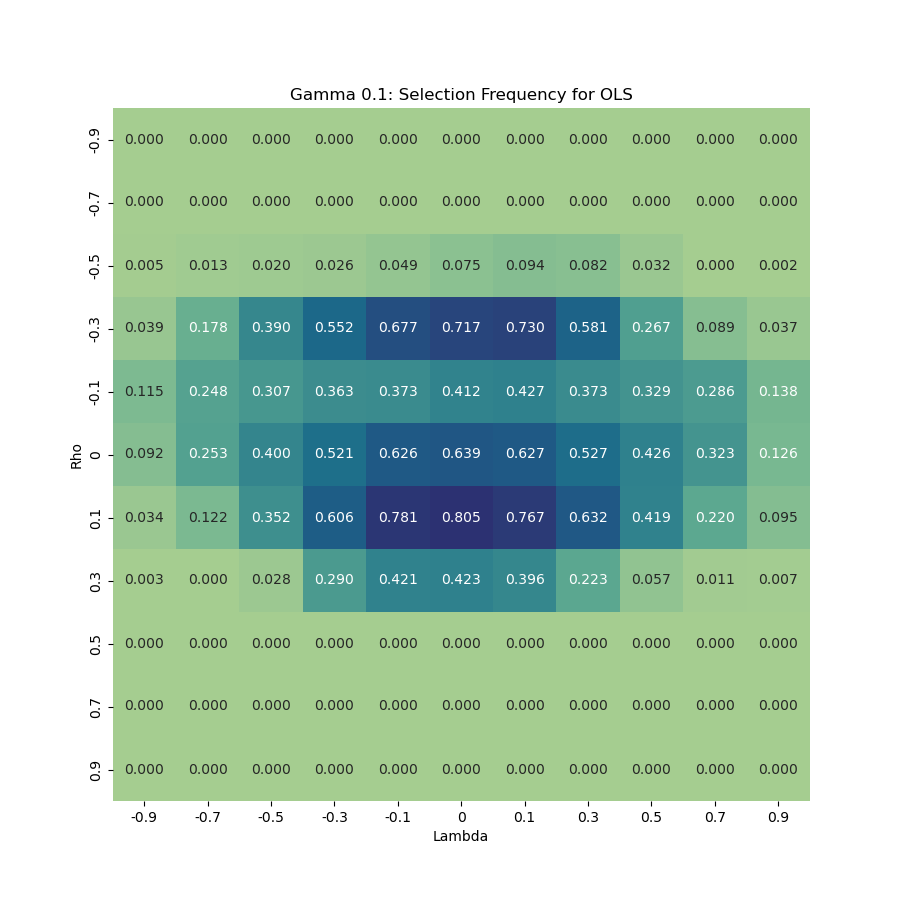 Gamma 0.1: Selection Frequency for OLS
-0.9 0.000 0.000 0.000 0.000 0.000 0.000 0.000 0.000 0.000 0.000 0.000
-0.7 0.000 0.000 0.000 0.000 0.000 0.000 0.000 0.000 0.000 0.000 0.000
-0.5 0.005 0.013 0.020 0.026 0.049 0.075 0.094 0.082 0.032 0.000 0.002
-0.3 0.039 0.178 0.390 0.552 0.677 0.717 0.730 0.581 0.267 0.089 0.037
-0.1 0.115 0.248 0.307 0.363 0.373 0.412 0.427 0.373 0.329 0.286 0.138
Rho
0 0.092 0.253 0.400 0.521 0.626 0.639 0.627 0.527 0.426 0.323 0.126
0.1 0.034 0.122 0.352 0.606 0.781 0.805 0.767 0.632 0.419 0.220 0.095
0.3 0.003 0.000 0.028 0.290 0.421 0.423 0.396 0.223 0.057 0.011 0.007
0.5 0.000 0.000 0.000 0.000 0.000 0.000 0.000 0.000 0.000 0.000 0.000
0.7 0.000 0.000 0.000 0.000 0.000 0.000 0.000 0.000 0.000 0.000 0.000
0.9 0.000 0.000 0.000 0.000 0.000 0.000 0.000 0.000 0.000 0.000 0.000
-0.9 -0.7 -0.5 -0.3 -0.1 0 0.1 0.3 0.5 0.7 0.9
Lambda